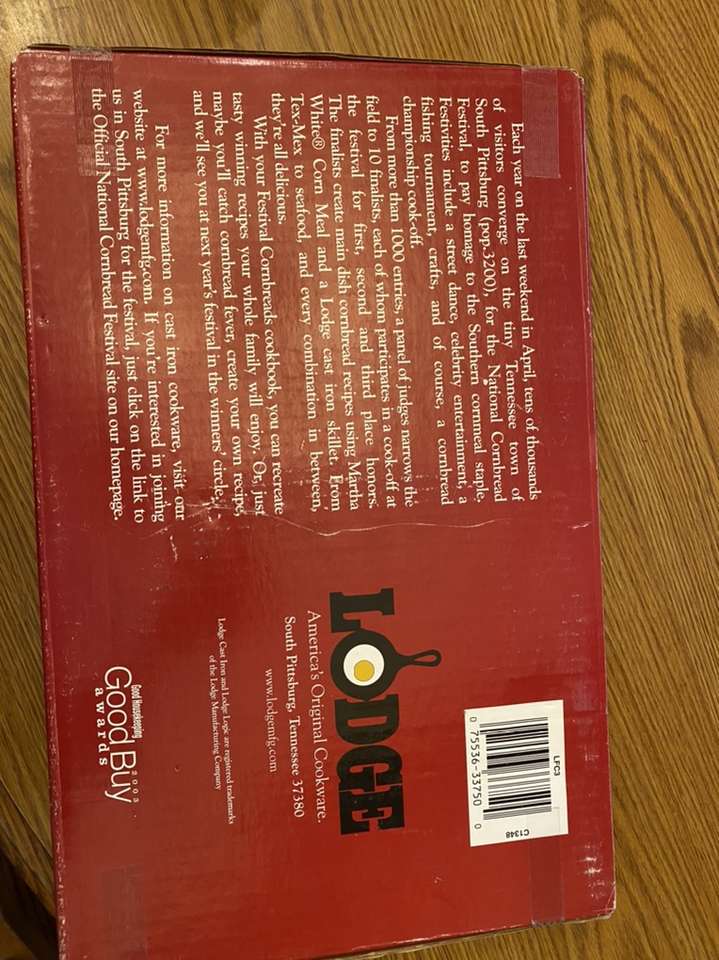 Each year on the last weekend in April, tens of thousands
of visitors converge on the tiny Tennessee town of
South Pittsburg (pop.3200), for the National Cornbread
Festival, to pay homage to the Southern cornmeal staple.
Festivities include a street dance, celebrity entertainment, a
fishing tournament, crafts, and of course, a cornbread
championship cook-off.
From more than 1000 entries, a panel of judges narrows the
field to 10 finalists, each of whom participates in a cook-off at
the festival for first, second and third place honors.
The finalists create main dish cornbread recipes using Martha
White® Corn Meal and a Lodge cast iron skillet. From
Tex-Mex to seafood, and every combination in between,
they're all delicious.
With your Festival Cornbreads cookbook, you can recreate
tasty winning recipes your whole family will enjoy. Or, just
maybe you'll catch cornbread fever, create your own recipe,
and we'll see you at next year's festival in the winners' circle.
For more information on cast iron cookware, visit our
website at www.lodgemfg.com. If you're interested in joining
us in South Pittsburg for the festival, just click on the link to
the Official National Cornbread Festival site on our homepage.
LODGE
America's Original Cookware.
South Pittsburg, Tennessee 37380
www.lodgemfg.com
Lodge Cast Iron and Lodge Logic are registered trademarks
of the Lodge Manufacturing Company
Good Housekeeping
2003
Good Buy
awards
LFC3
0 75536-33750 0
C1348